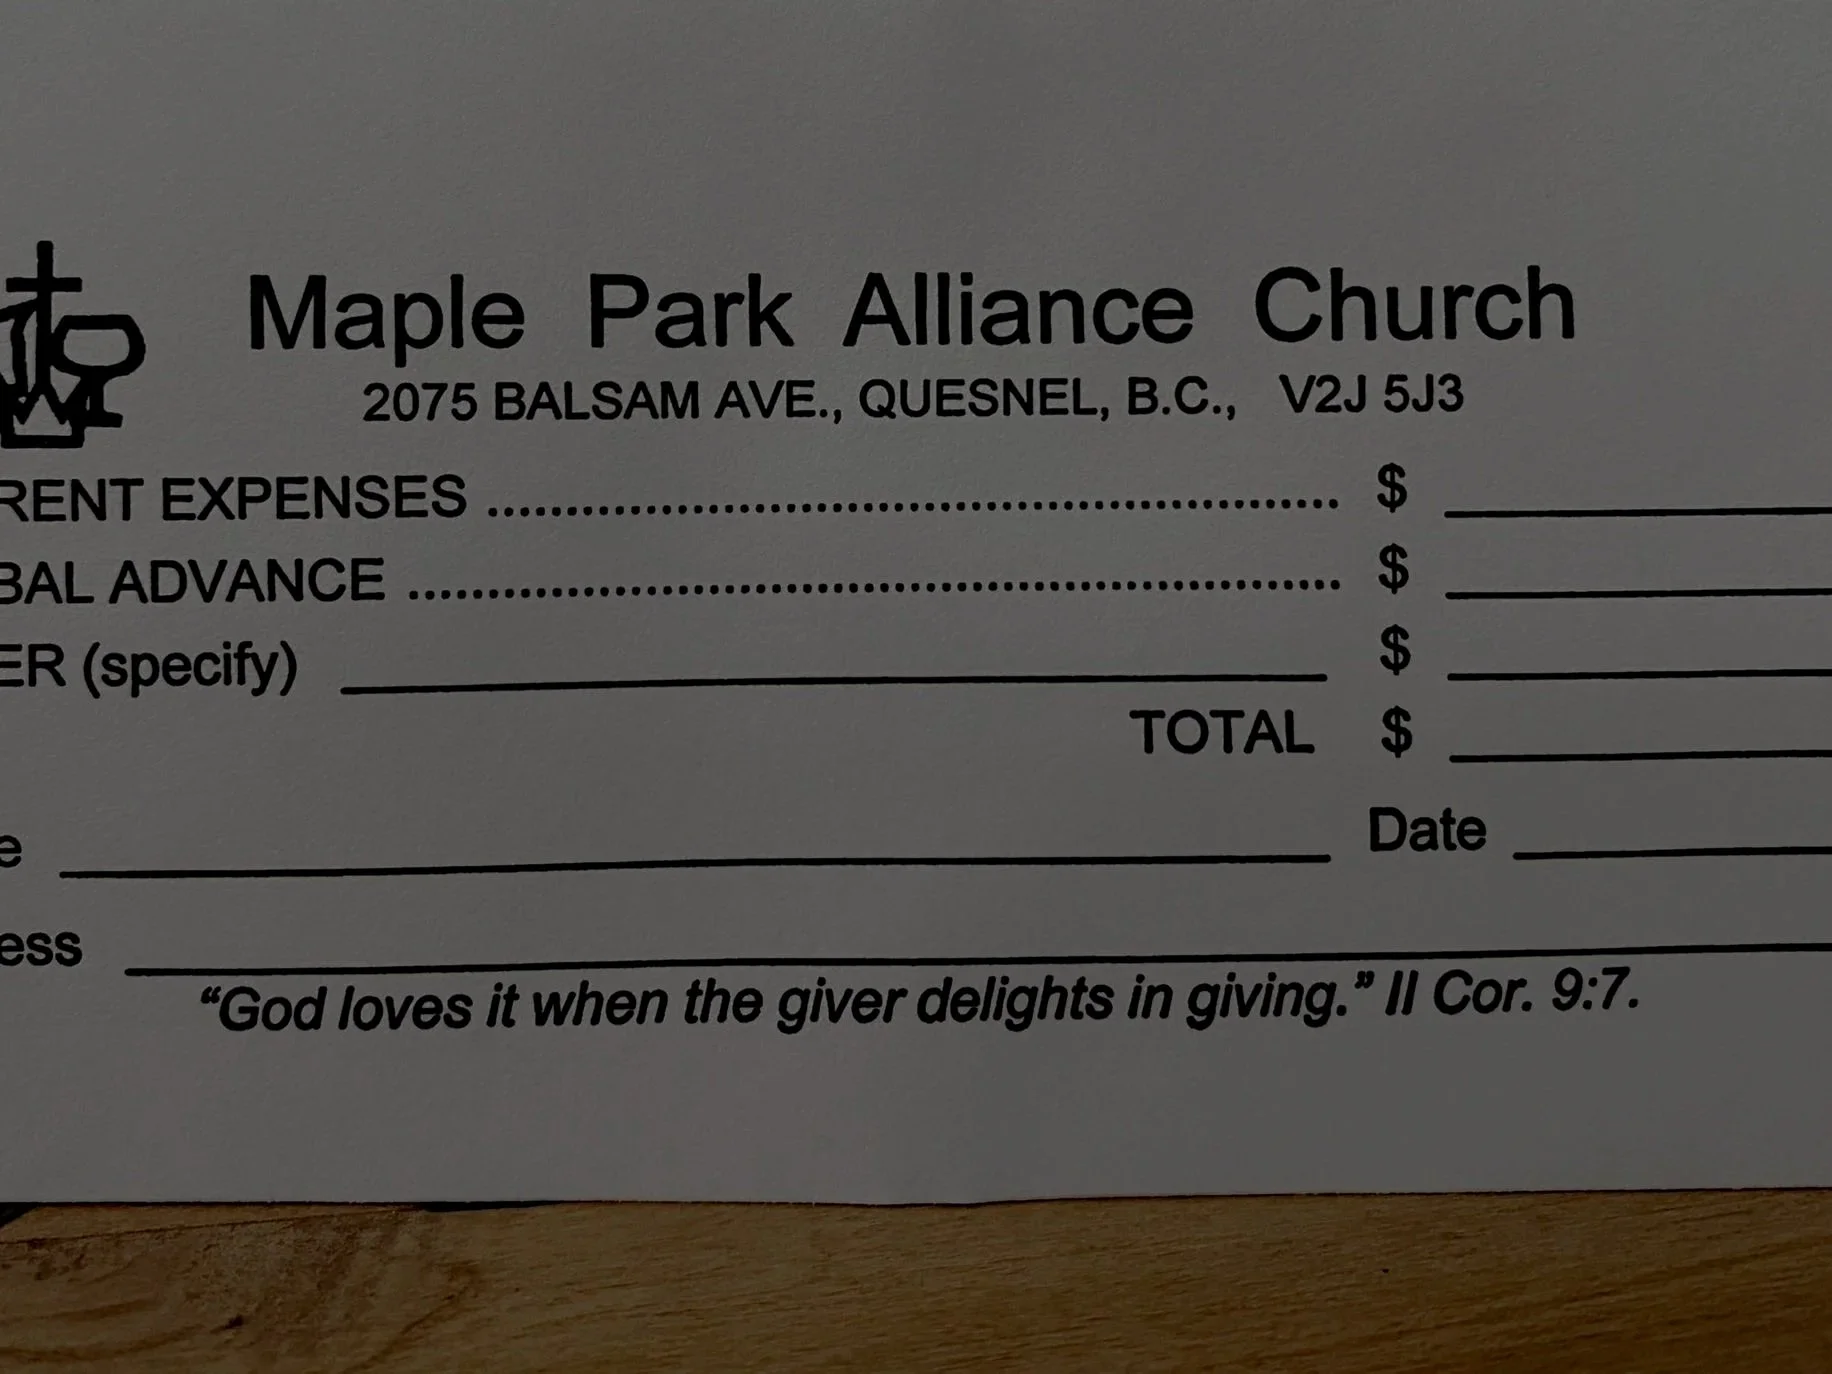 Maple Park Alliance Church
2075 BALSAM AVE., QUESNEL, B.C., V2J 5J3
RENT EXPENSES ........................................................ $
BAL ADVANCE ............................................................. $
ER (specify) $
TOTAL $
e Date
ess
“God loves it when the giver delights in giving.” II Cor. 9:7.